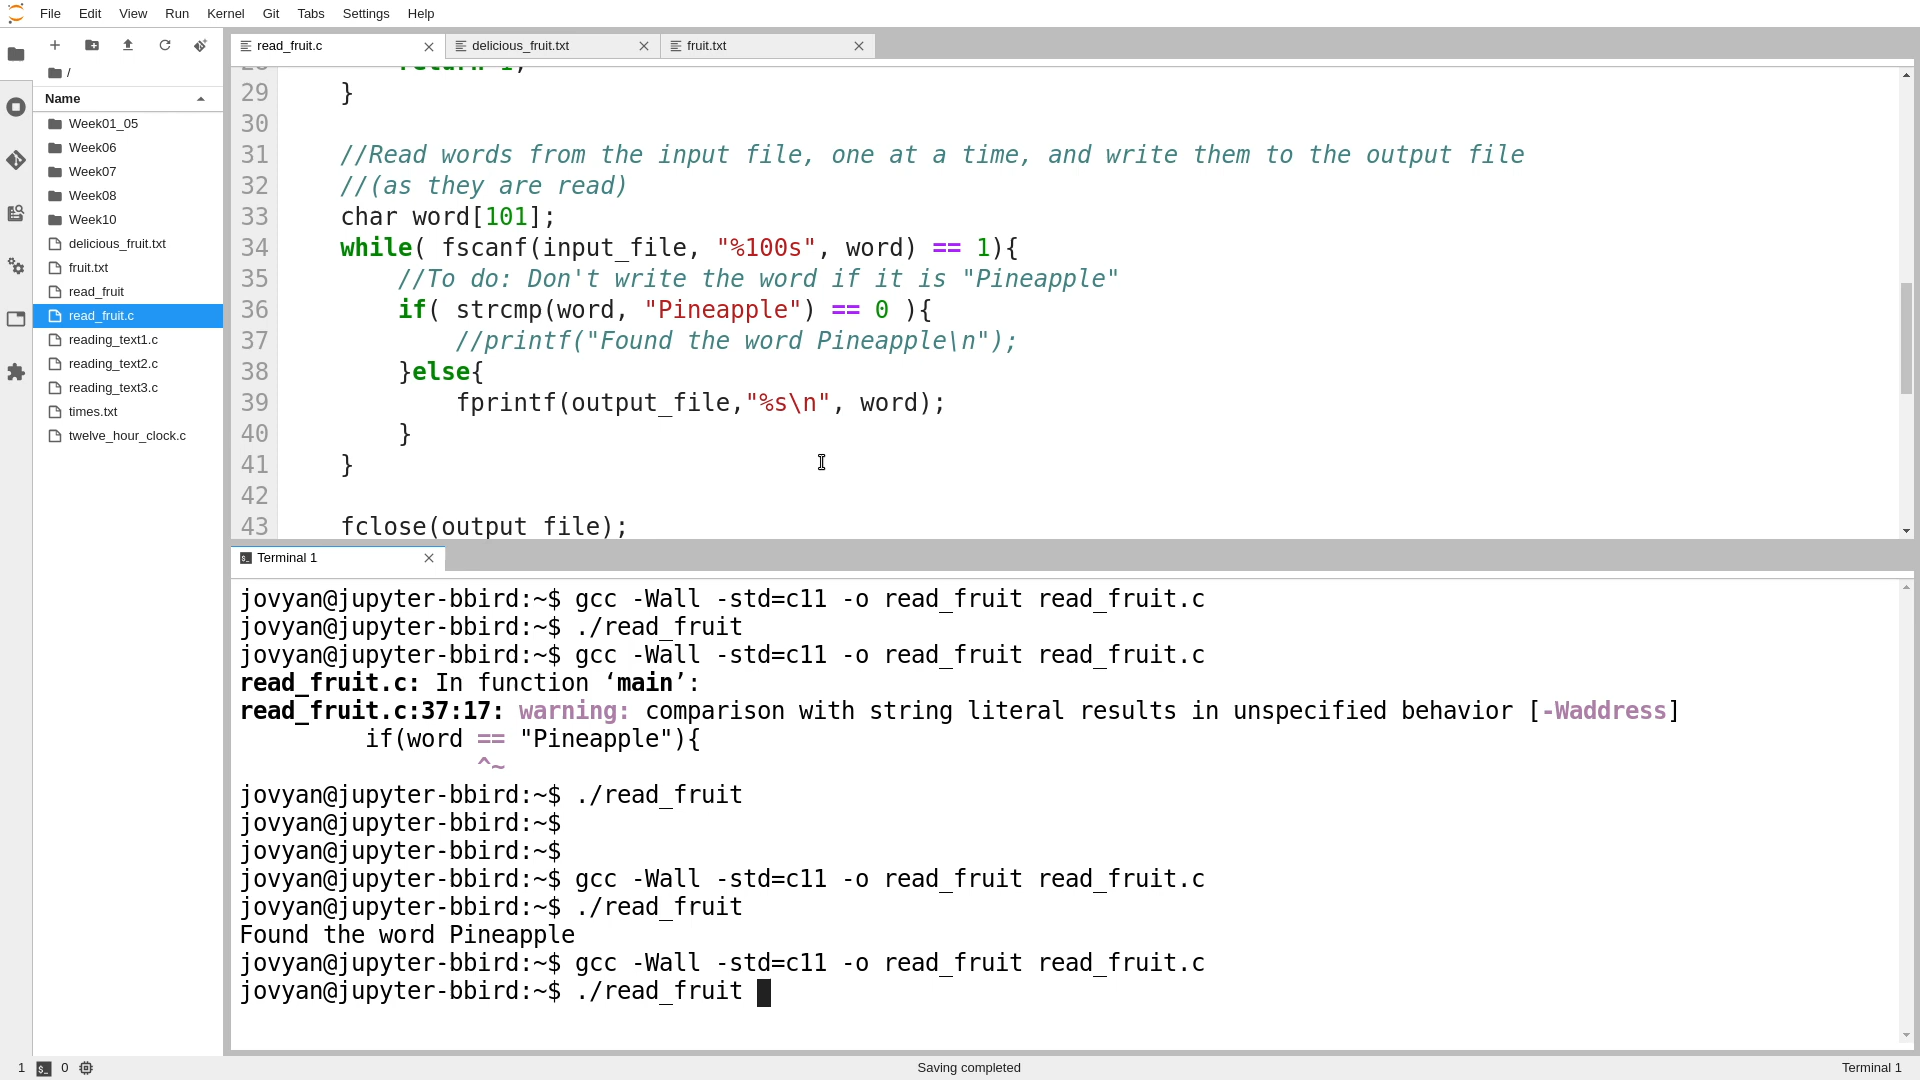 File Edit View Run Kernel Git Tabs Settings Help
read_fruit.c
delicious_fruit.txt
fruit.txt
/
Name
Week01_05
Week06
Week07
Week08
Week10
delicious_fruit.txt
fruit.txt
read_fruit
read_fruit.c
reading_text1.c
reading_text2.c
reading_text3.c
times.txt
twelve_hour_clock.c
28 return 1;
29 }
30
31 //Read words from the input file, one at a time, and write them to the output file
32 //(as they are read)
33 char word[101];
34 while( fscanf(input_file, "%100s", word) == 1){
35 //To do: Don't write the word if it is "Pineapple"
36 if( strcmp(word, "Pineapple") == 0 ){
37 //printf("Found the word Pineapple\n");
38 }else{
39 fprintf(output_file,"%s\n", word);
40 }
41 }
42
43 fclose(output_file);
Terminal 1
jovyan@jupyter-bbird:~$ gcc -Wall -std=c11 -o read_fruit read_fruit.c
jovyan@jupyter-bbird:~$ ./read_fruit
jovyan@jupyter-bbird:~$ gcc -Wall -std=c11 -o read_fruit read_fruit.c
read_fruit.c: In function ‘main’:
read_fruit.c:37:17: warning: comparison with string literal results in unspecified behavior [-Waddress]
if(word == "Pineapple"){
^~
jovyan@jupyter-bbird:~$ ./read_fruit
jovyan@jupyter-bbird:~$
jovyan@jupyter-bbird:~$
jovyan@jupyter-bbird:~$ gcc -Wall -std=c11 -o read_fruit read_fruit.c
jovyan@jupyter-bbird:~$ ./read_fruit
Found the word Pineapple
jovyan@jupyter-bbird:~$ gcc -Wall -std=c11 -o read_fruit read_fruit.c
jovyan@jupyter-bbird:~$ ./read_fruit
1 $_ 0 Saving completed Terminal 1